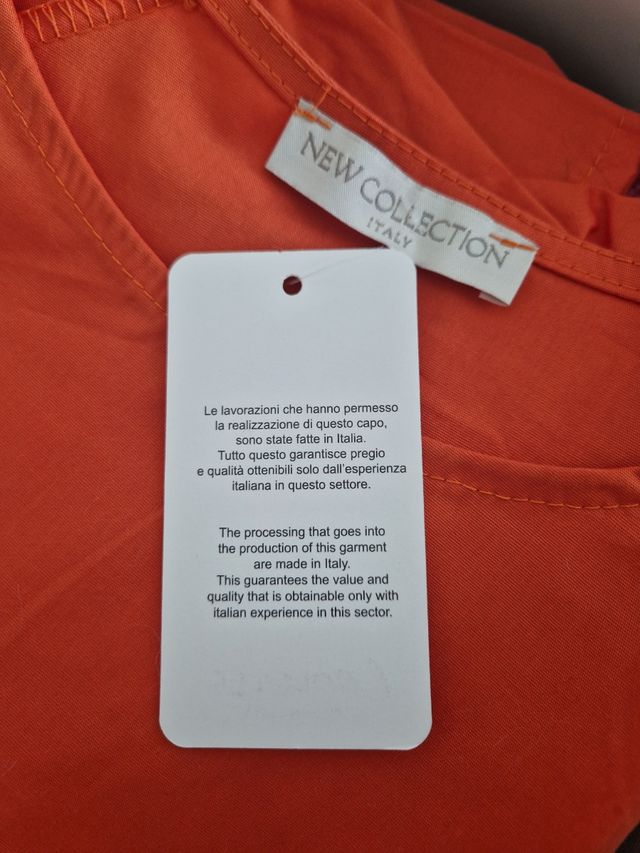 NEW COLLECTION
ITALY
Le lavorazioni che hanno permesso
la realizzazione di questo capo,
sono state fatte in Italia.
Tutto questo garantisce pregio
e qualità ottenibili solo dall'esperienza
italiana in questo settore.
The processing that goes into
the production of this garment
are made in Italy.
This guarantees the value and
quality that is obtainable only with
italian experience in this sector.